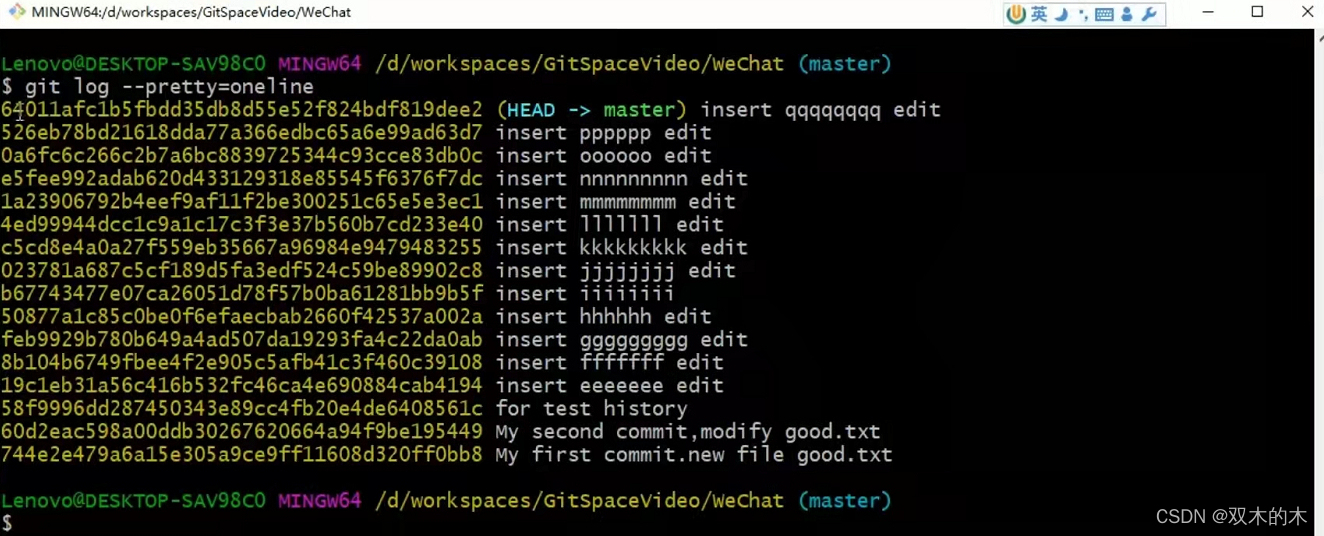 MINGW64:/d/workspaces/GitSpaceVideo/WeChat
英
Lenovo@DESKTOP-SAV98C0 MINGW64 /d/workspaces/GitSpaceVideo/WeChat (master)
$ git log --pretty=oneline
64011afc1b5fbdd35db8d55e52f824bdf819dee2 (HEAD -> master) insert qqqqqqqq edit
526eb78bd21618dda77a366edbc65a6e99ad63d7 insert pppppp edit
0a6fc6c266c2b7a6bc8839725344c93cce83db0c insert oooooo edit
e5fee992adab620d433129318e85545f6376f7dc insert nnnnnnnnn edit
1a23906792b4eef9af11f2be300251c65e5e3ec1 insert mmmmmmmm edit
4ed99944dcc1c9a1c17c3f3e37b560b7cd233e40 insert lllllll edit
c5cd8e4a0a27f559eb35667a96984e9479483255 insert kkkkkkkkk edit
023781a687c5cf189d5fa3edf524c59be89902c8 insert jjjjjjjj edit
b67743477e07ca26051d78f57b0ba61281bb9b5f insert iiiiiiii
50877a1c85c0be0f6efaecbab2660f42537a002a insert hhhhhh edit
feb9929b780b649a4ad507da19293fa4c22da0ab insert ggggggggg edit
8b104b6749fbee4f2e905c5afb41c3f460c39108 insert fffffff edit
19c1eb31a56c416b532fc46ca4e690884cab4194 insert eeeeeee edit
58f9996dd287450343e89cc4fb20e4de6408561c for test history
60d2eac598a00ddb30267620664a94f9be195449 My second commit,modify good.txt
744e2e479a6a15e305a9ce9ff11608d320ff0bb8 My first commit.new file good.txt
Lenovo@DESKTOP-SAV98C0 MINGW64 /d/workspaces/GitSpaceVideo/WeChat (master)
$
CSDN @双木的木